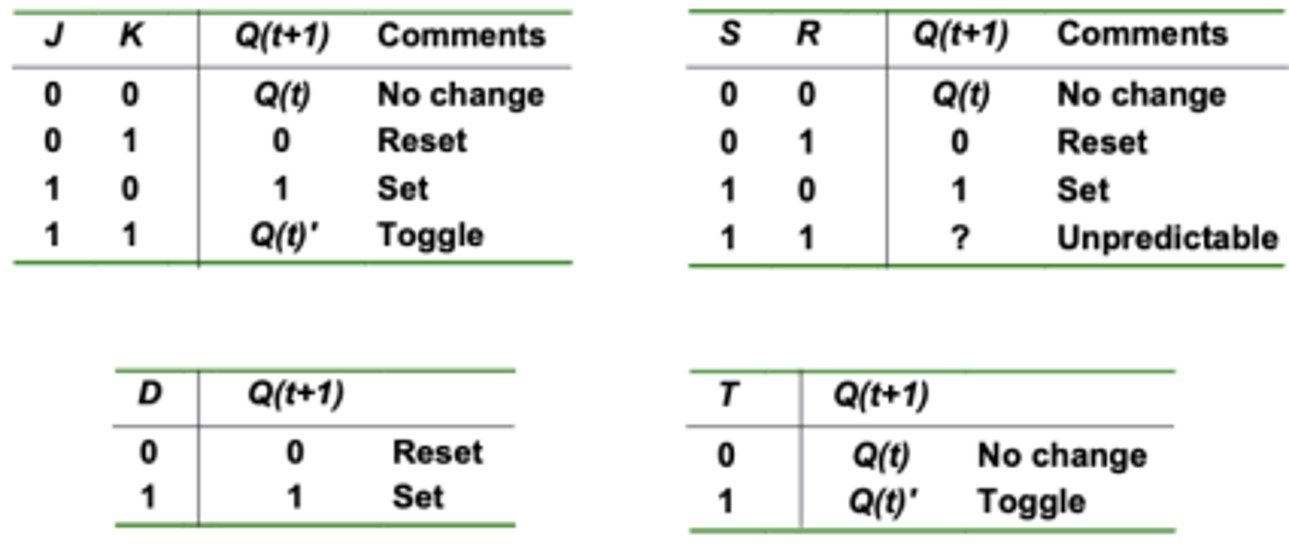 J K Q(t+1) Comments
0 0 Q(t) No change
0 1 0 Reset
1 0 1 Set
1 1 Q(t)' Toggle
S R Q(t+1) Comments
0 0 Q(t) No change
0 1 0 Reset
1 0 1 Set
1 1 ? Unpredictable
D Q(t+1)
0 0 Reset
1 1 Set
T Q(t+1)
0 Q(t) No change
1 Q(t)' Toggle